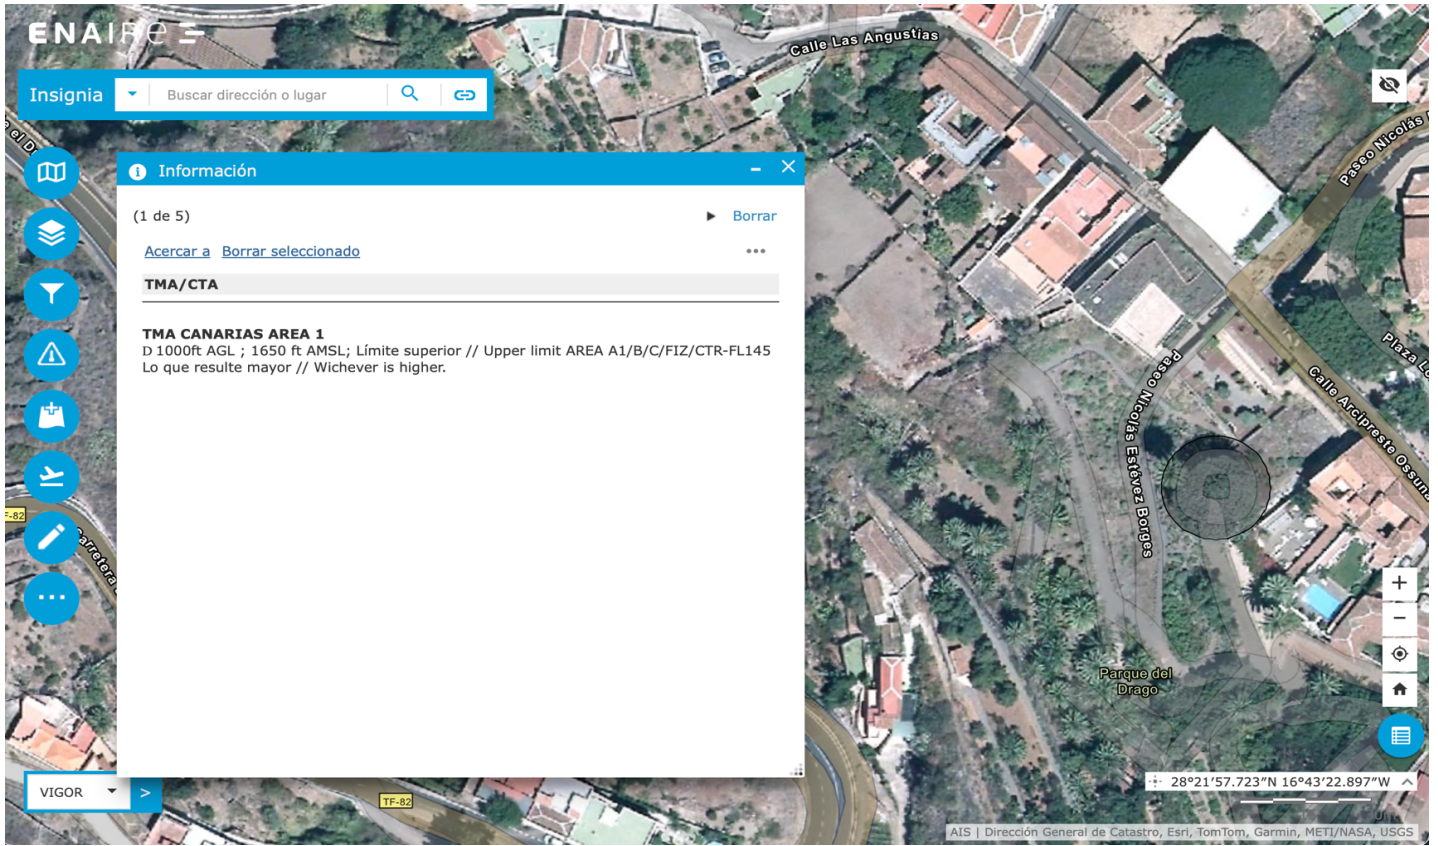 ENAIRe
Insignia
Buscar dirección o lugar
Información
(1 de 5)
Borrar
Acercar a Borrar seleccionado
TMA/CTA
TMA CANARIAS AREA 1
D 1000ft AGL ; 1650 ft AMSL; Límite superior // Upper limit AREA A1/B/C/FIZ/CTR-FL145
Lo que resulte mayor // Wichever is higher.
Calle Las Angustias
Paseo Nicolás
Plaza
Calle Arcipreste Ossuna
Paseo Nicolás Estévez Borges
Parque del
Drago
Carretera
TF-82
VIGOR
>
TF-82
28°21'57.723"N 16°43'22.897"W
AIS | Dirección General de Catastro, Esri, TomTom, Garmin, METI/NASA, USGS